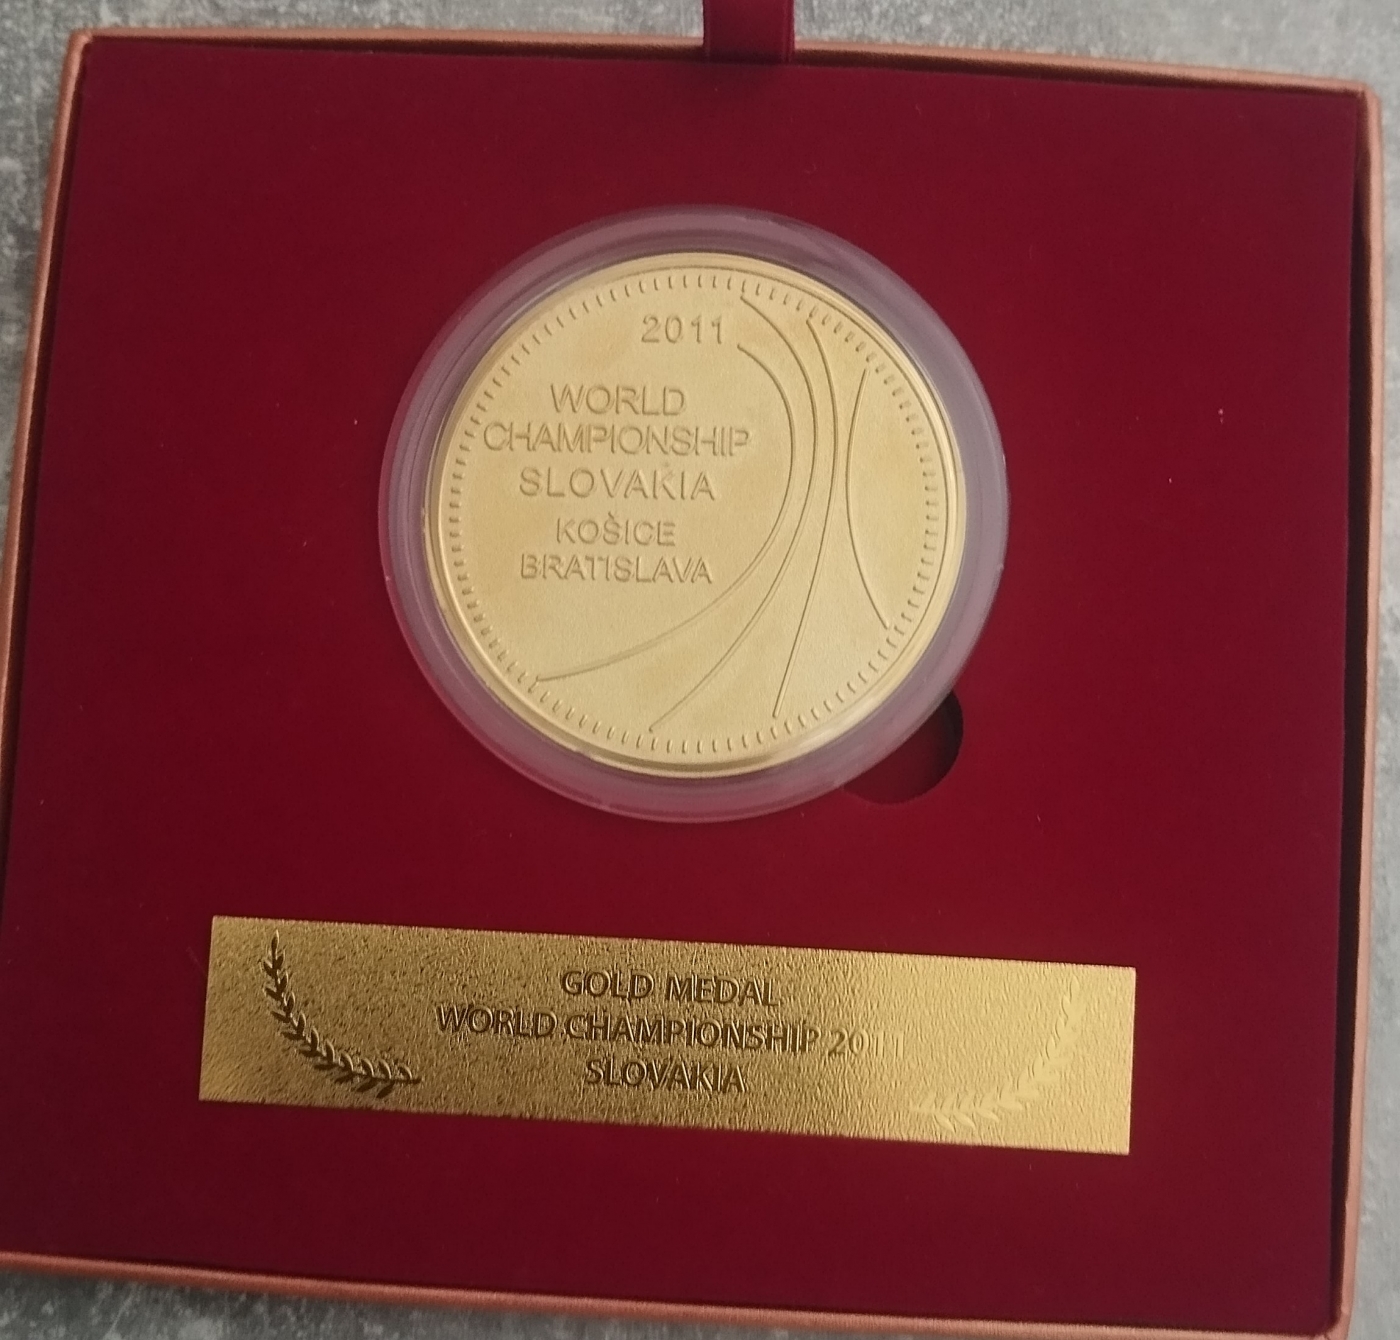 2011
WORLD
CHAMPIONSHIP
SLOVAKIA
KOŠICE
BRATISLAVA
GOLD MEDAL
WORLD CHAMPIONSHIP 2011
SLOVAKIA